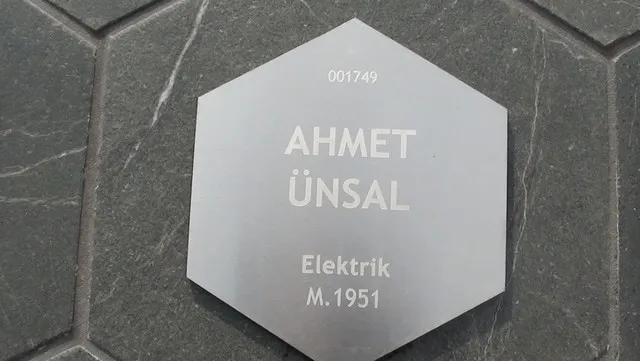 001749
AHMET
ÜNSAL
Elektrik
M.1951